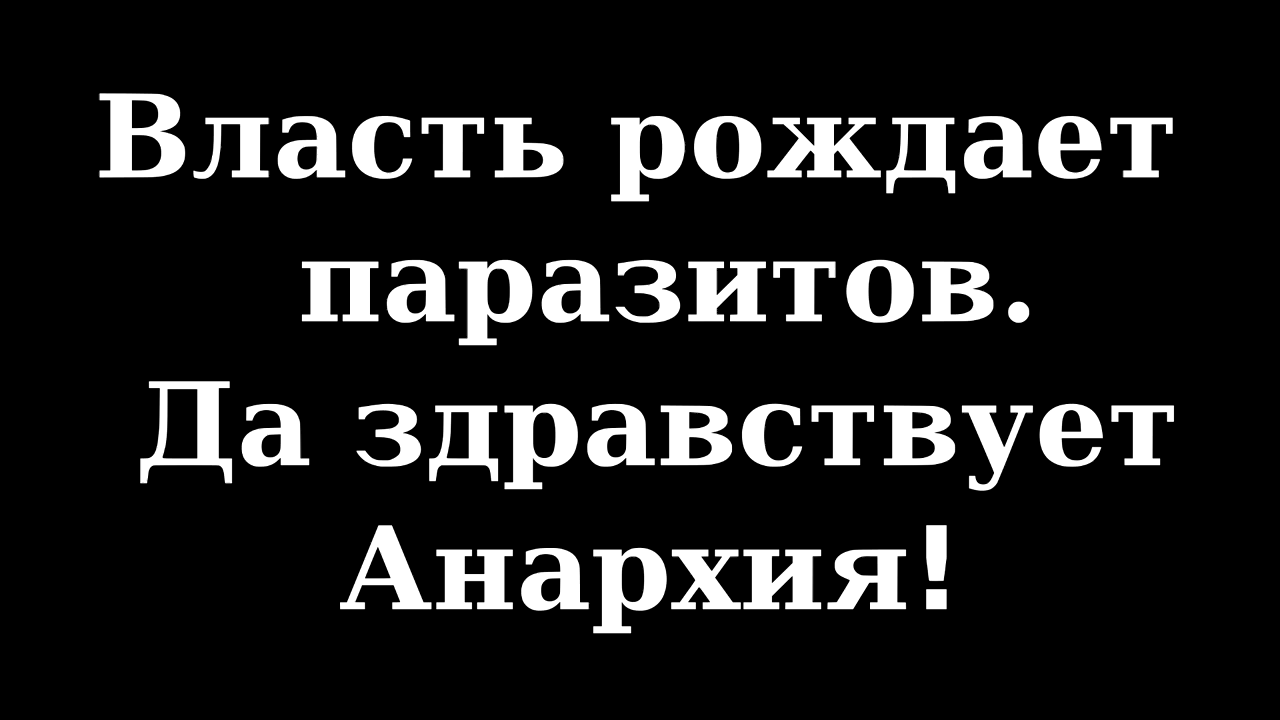 Власть рождает
паразитов.
Да здравствует
Анархия!